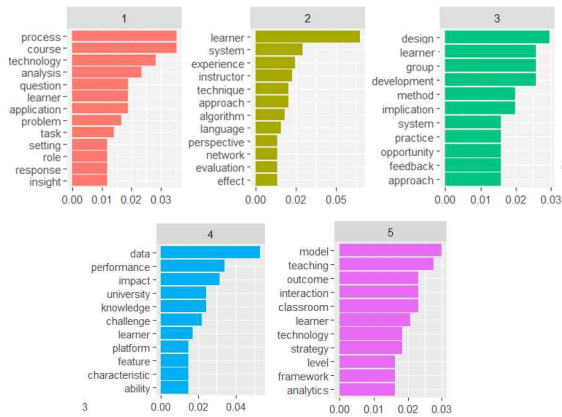 1
process
course
technology
analysis
question
learner
application
problem
task
setting
role
response
insight
0.00 0.01 0.02 0.03
2
learner
system
experience
instructor
technique
approach
algorithm
language
perspective
network
evaluation
effect
0.00 0.02 0.05
3
design
learner
group
development
method
implication
system
practice
opportunity
feedback
approach
0.00 0.01 0.02 0.03
4
data
performance
impact
university
knowledge
challenge
learner
platform
feature
characteristic
ability
0.00 0.02 0.04
5
model
teaching
outcome
interaction
classroom
learner
technology
strategy
level
framework
analytics
0.00 0.01 0.02 0.03
3